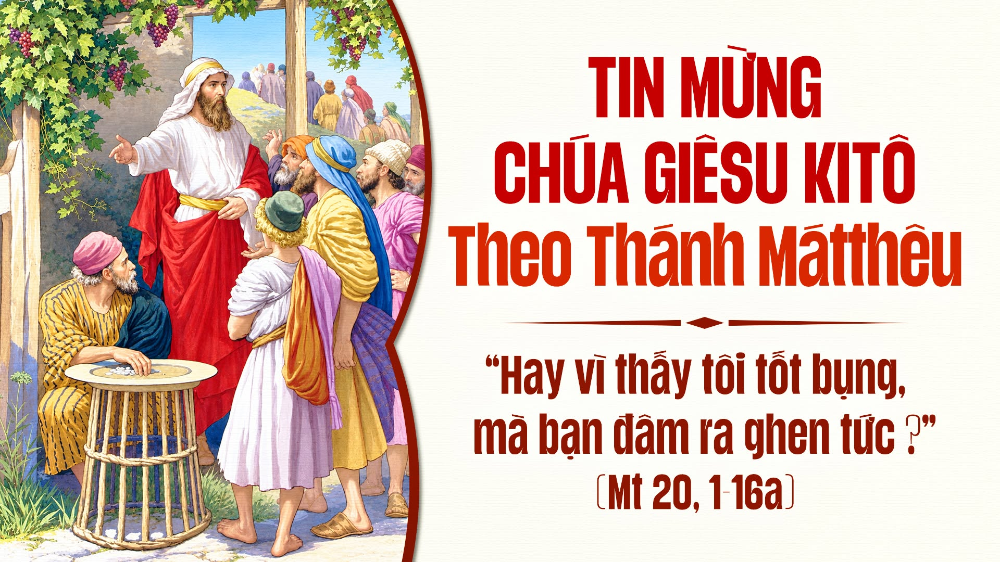 TIN MỪNG
CHÚA GIÊSU KITÔ
Theo Thánh Mátthêu
“Hay vì thấy tôi tốt bụng,
mà bạn đâm ra ghen tức ?”
(Mt 20, 1-16a)